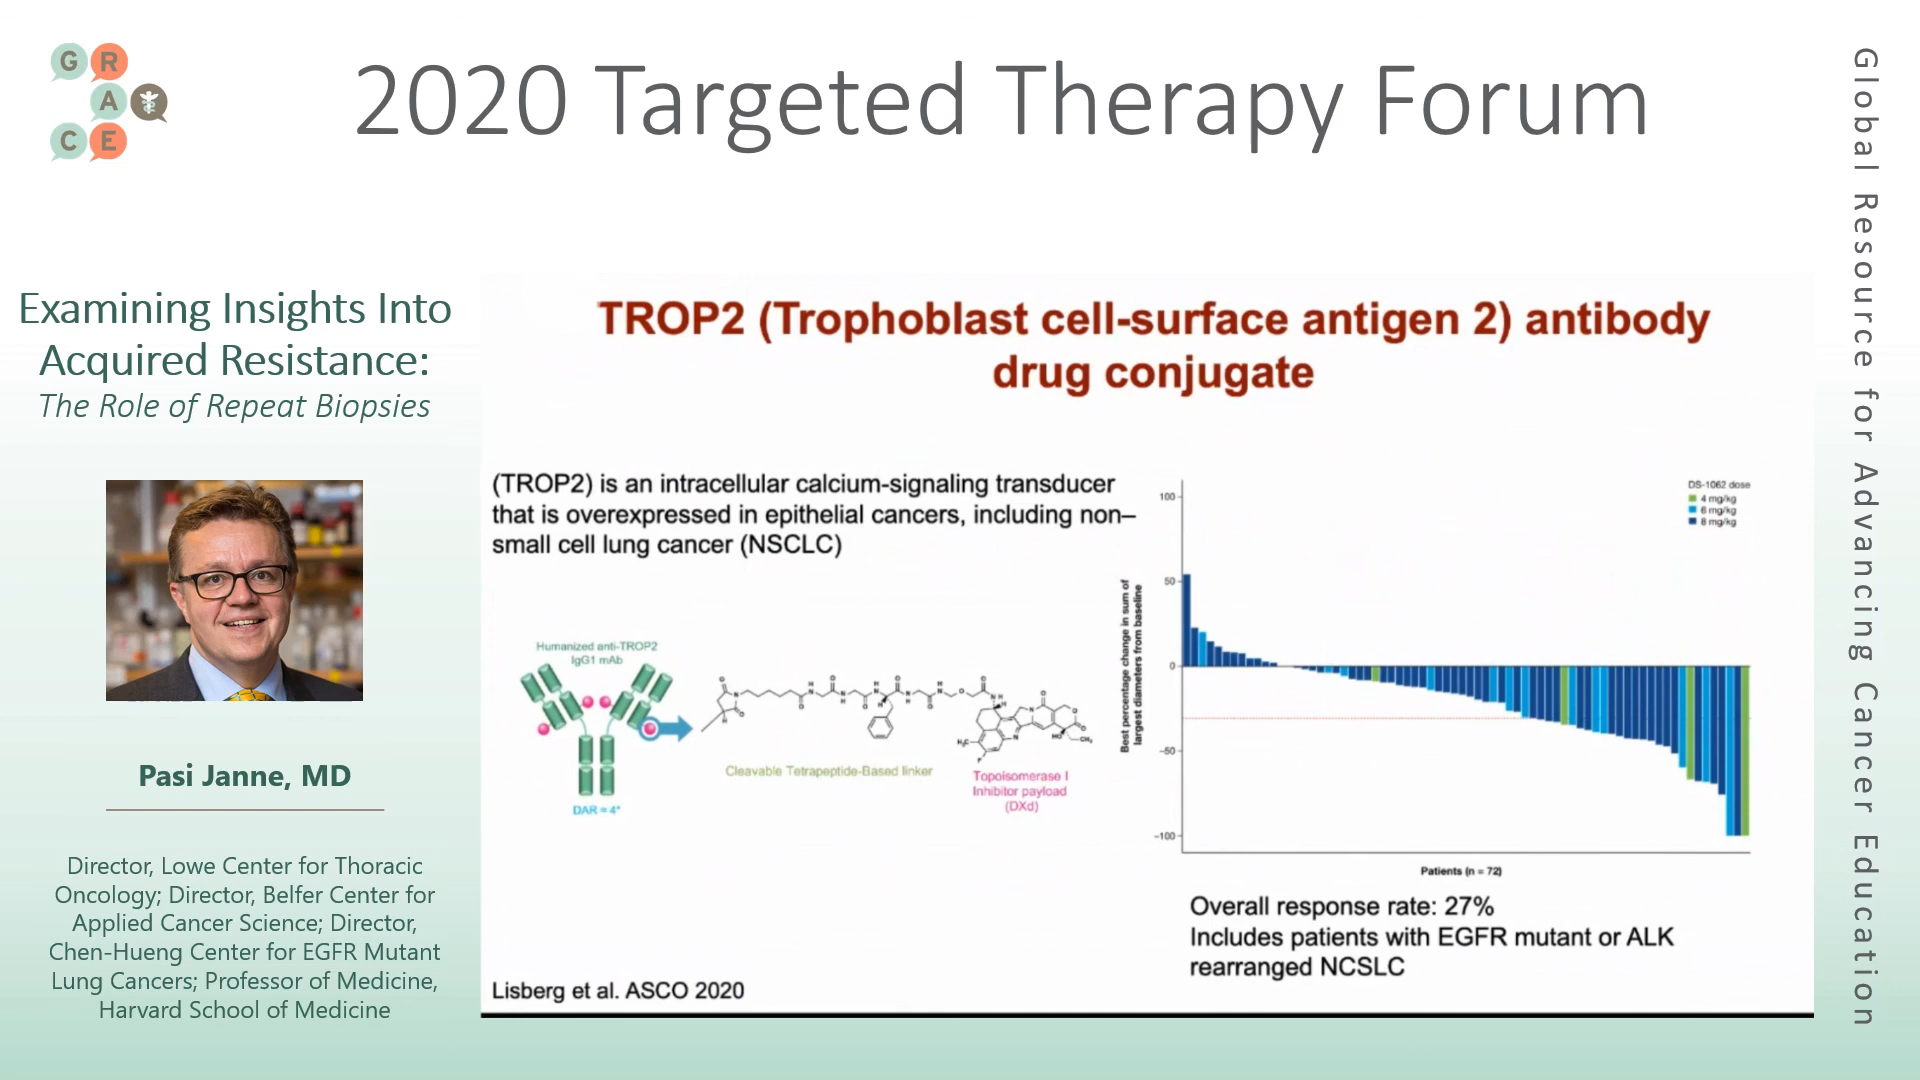 G R A C E
2020 Targeted Therapy Forum
Global Resource for Advancing Cancer Education
Examining Insights Into
Acquired Resistance:
The Role of Repeat Biopsies
Pasi Janne, MD
Director, Lowe Center for Thoracic
Oncology; Director, Belfer Center for
Applied Cancer Science; Director,
Chen-Hueng Center for EGFR Mutant
Lung Cancers; Professor of Medicine,
Harvard School of Medicine
TROP2 (Trophoblast cell-surface antigen 2) antibody
drug conjugate
(TROP2) is an intracellular calcium-signaling transducer
that is overexpressed in epithelial cancers, including non–
small cell lung cancer (NSCLC)
Humanized anti-TROP2
IgG1 mAb
DAR = 4*
Cleavable Tetrapeptide-Based linker
Topoisomerase I
Inhibitor payload
(DXd)
Best percentage change in sum of
largest diameters from baseline
100
50
0
−50
−100
DS-1062 dose
4 mg/kg
6 mg/kg
8 mg/kg
Patients (n = 72)
Overall response rate: 27%
Includes patients with EGFR mutant or ALK
rearranged NCSLC
Lisberg et al. ASCO 2020